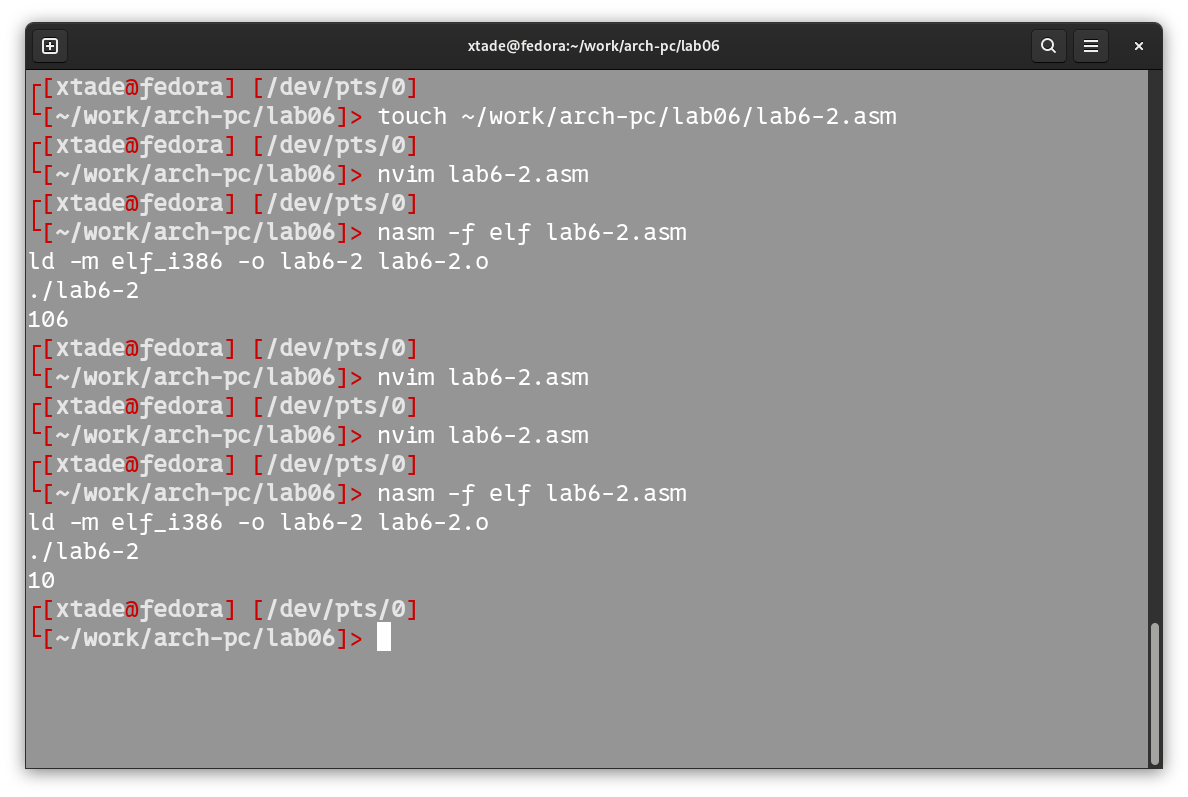 xtade@fedora:~/work/arch-pc/lab06
[xtade@fedora] [/dev/pts/0]
[~/work/arch-pc/lab06]> touch ~/work/arch-pc/lab06/lab6-2.asm
[xtade@fedora] [/dev/pts/0]
[~/work/arch-pc/lab06]> nvim lab6-2.asm
[xtade@fedora] [/dev/pts/0]
[~/work/arch-pc/lab06]> nasm -f elf lab6-2.asm
ld -m elf_i386 -o lab6-2 lab6-2.o
./lab6-2
106
[xtade@fedora] [/dev/pts/0]
[~/work/arch-pc/lab06]> nvim lab6-2.asm
[xtade@fedora] [/dev/pts/0]
[~/work/arch-pc/lab06]> nvim lab6-2.asm
[xtade@fedora] [/dev/pts/0]
[~/work/arch-pc/lab06]> nasm -f elf lab6-2.asm
ld -m elf_i386 -o lab6-2 lab6-2.o
./lab6-2
10
[xtade@fedora] [/dev/pts/0]
[~/work/arch-pc/lab06]>